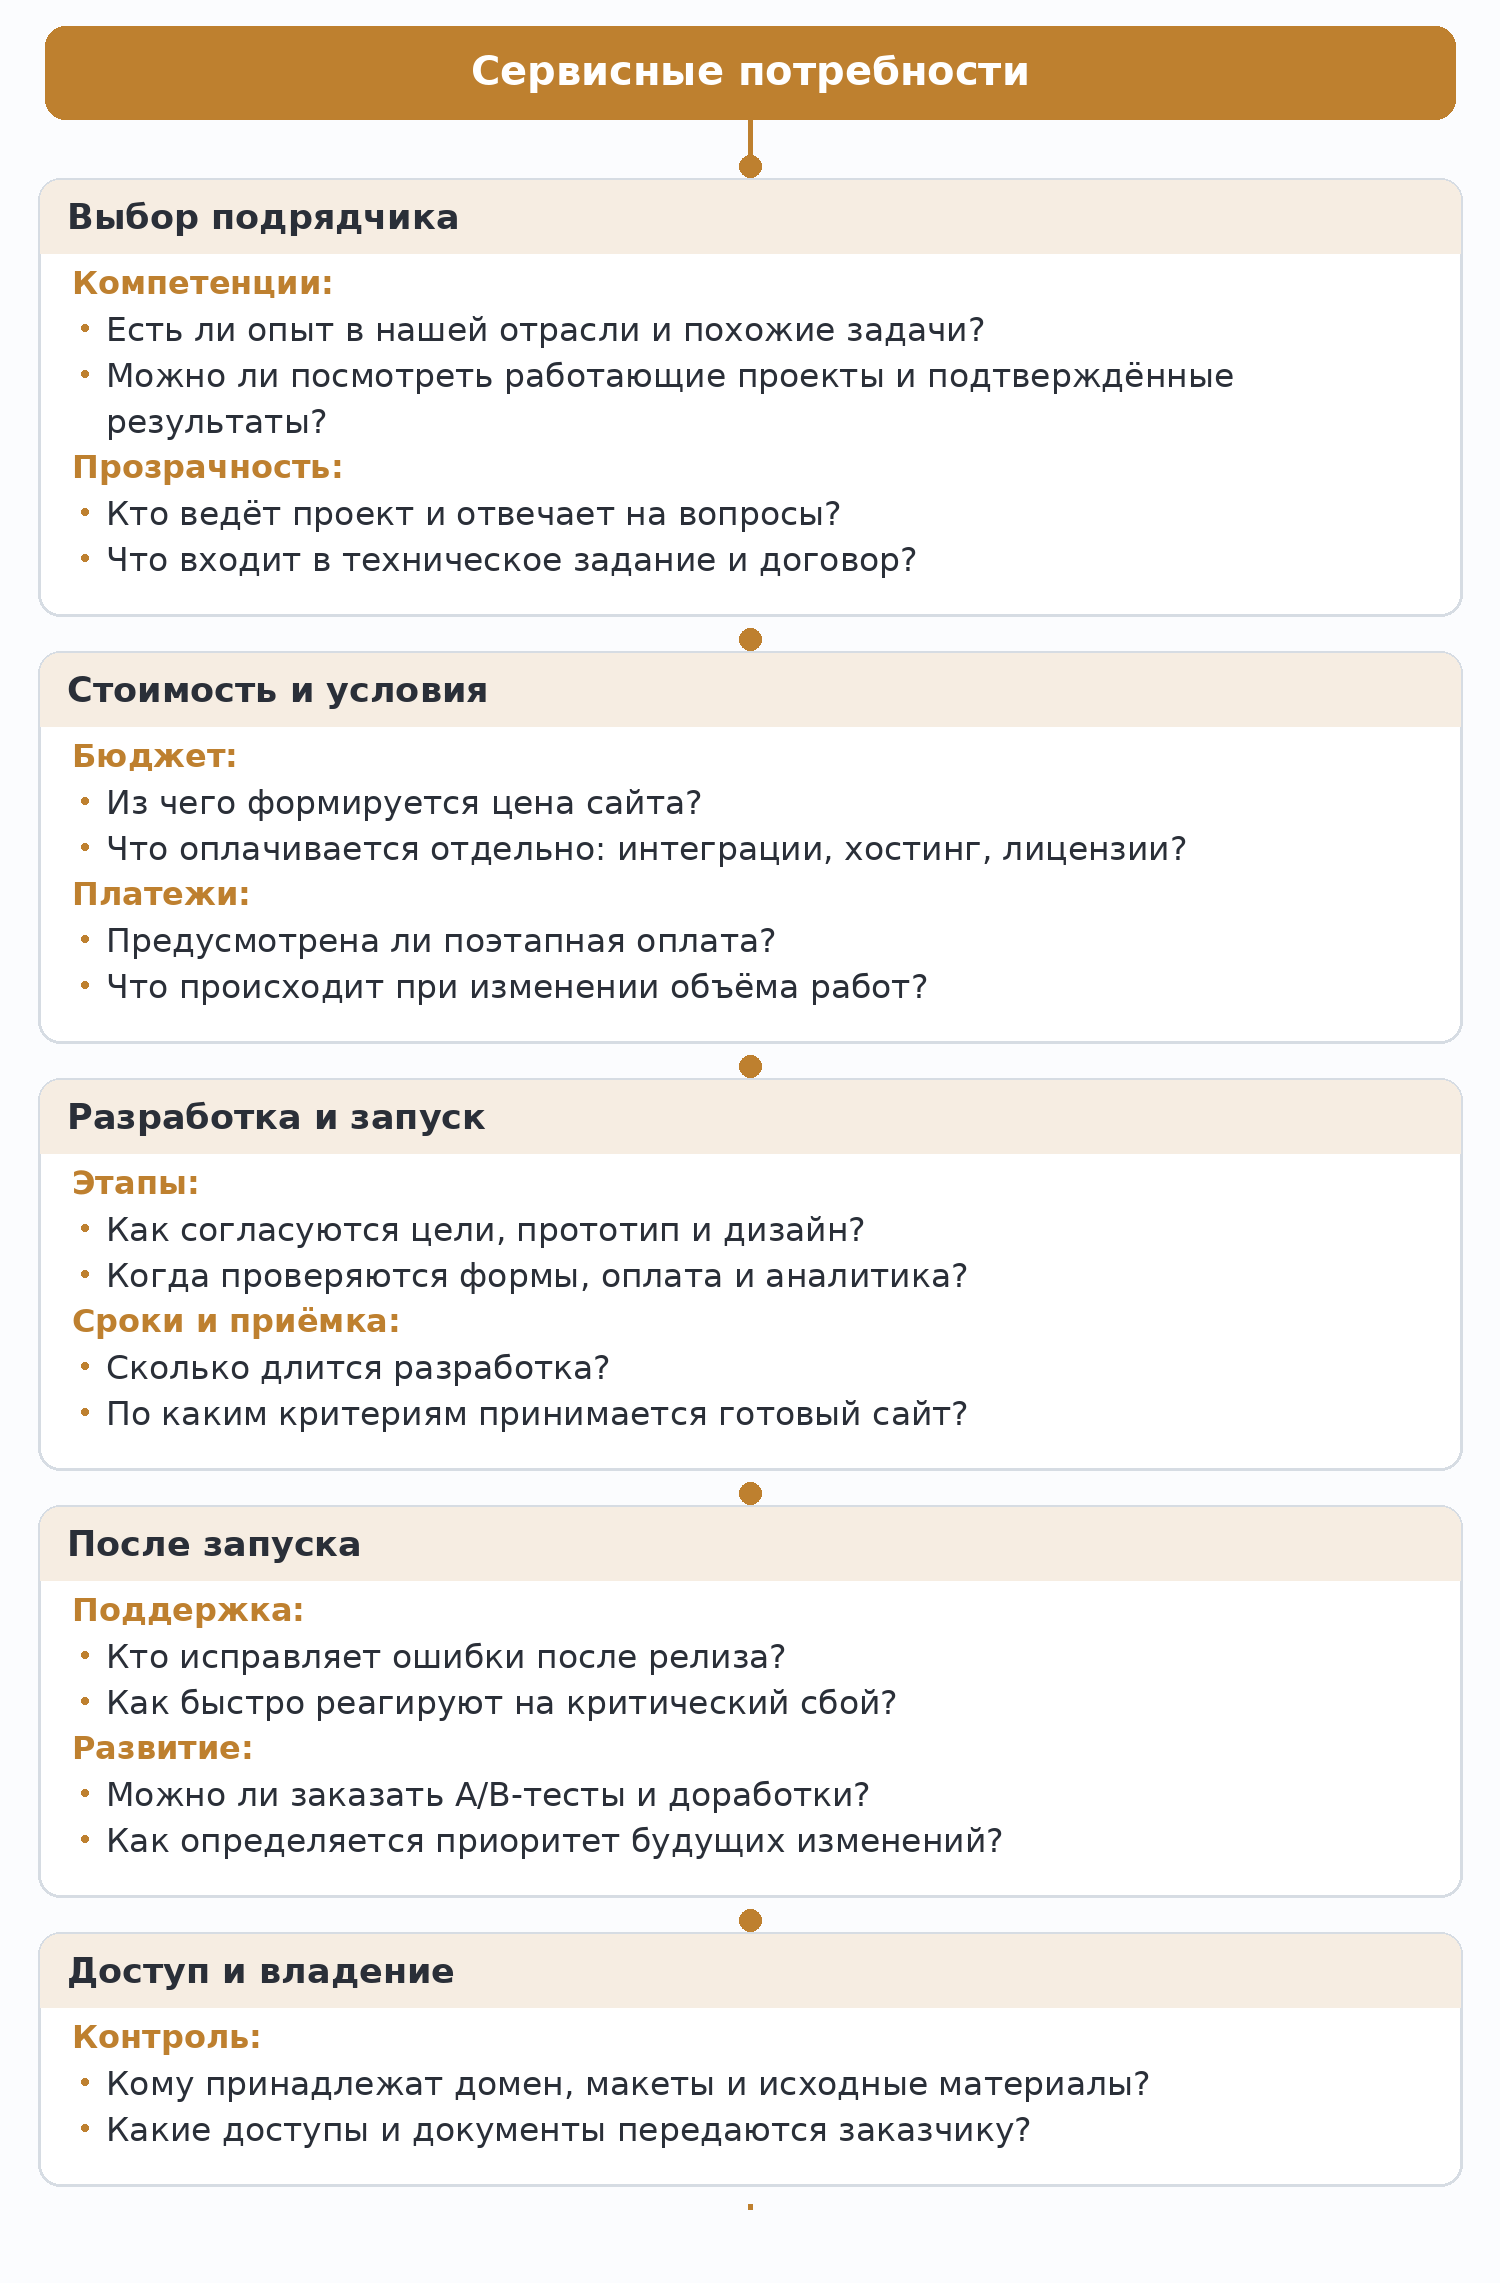 Сервисные потребности
Выбор подрядчика
Компетенции:
• Есть ли опыт в нашей отрасли и похожие задачи?
• Можно ли посмотреть работающие проекты и подтверждённые
результаты?
Прозрачность:
• Кто ведёт проект и отвечает на вопросы?
• Что входит в техническое задание и договор?
Стоимость и условия
Бюджет:
• Из чего формируется цена сайта?
• Что оплачивается отдельно: интеграции, хостинг, лицензии?
Платежи:
• Предусмотрена ли поэтапная оплата?
• Что происходит при изменении объёма работ?
Разработка и запуск
Этапы:
• Как согласуются цели, прототип и дизайн?
• Когда проверяются формы, оплата и аналитика?
Сроки и приёмка:
• Сколько длится разработка?
• По каким критериям принимается готовый сайт?
После запуска
Поддержка:
• Кто исправляет ошибки после релиза?
• Как быстро реагируют на критический сбой?
Развитие:
• Можно ли заказать A/B-тесты и доработки?
• Как определяется приоритет будущих изменений?
Доступ и владение
Контроль:
• Кому принадлежат домен, макеты и исходные материалы?
• Какие доступы и документы передаются заказчику?